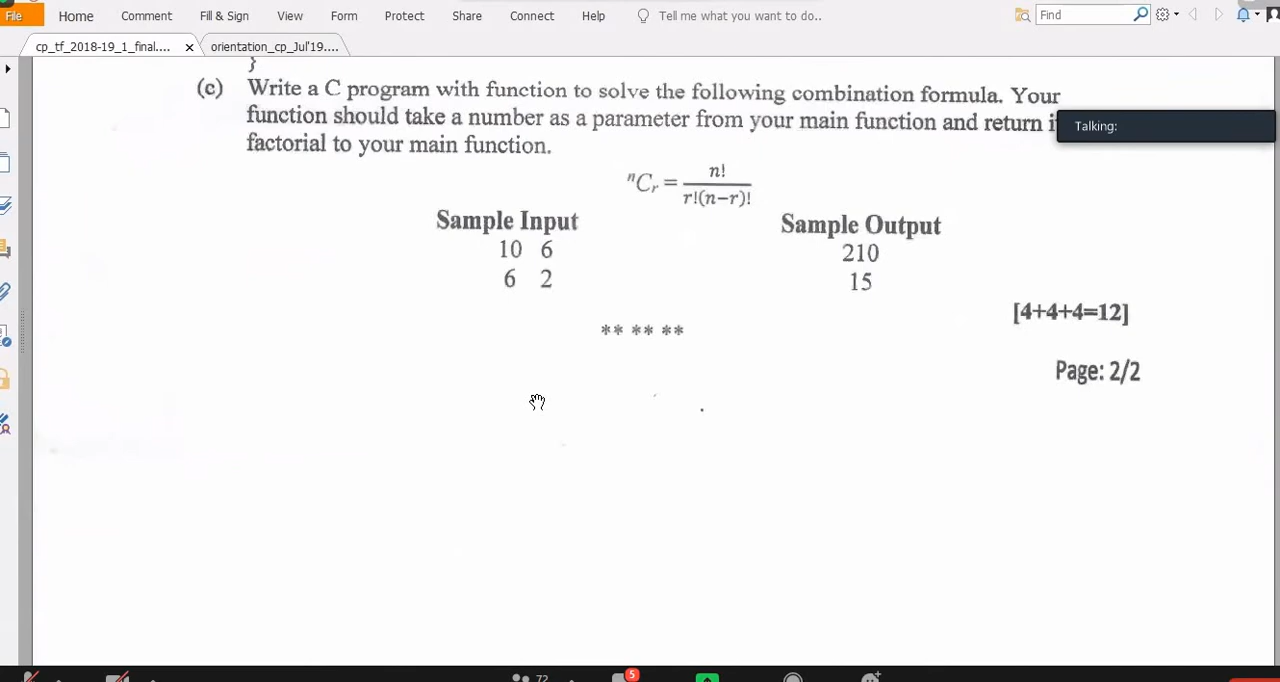 File Home Comment Fill & Sign View Form Protect Share Connect Help Tell me what you want to do.. Find
cp_tf_2018-19_1_final.... × orientation_cp_Jul'19....
}
(c) Write a C program with function to solve the following combination formula. Your
function should take a number as a parameter from your main function and return
factorial to your main function.
Talking:
ⁿCᵣ = n! / r!(n−r)!
Sample Input Sample Output
10 6 210
6 2 15
[4+4+4=12]
** ** **
Page: 2/2
72 5